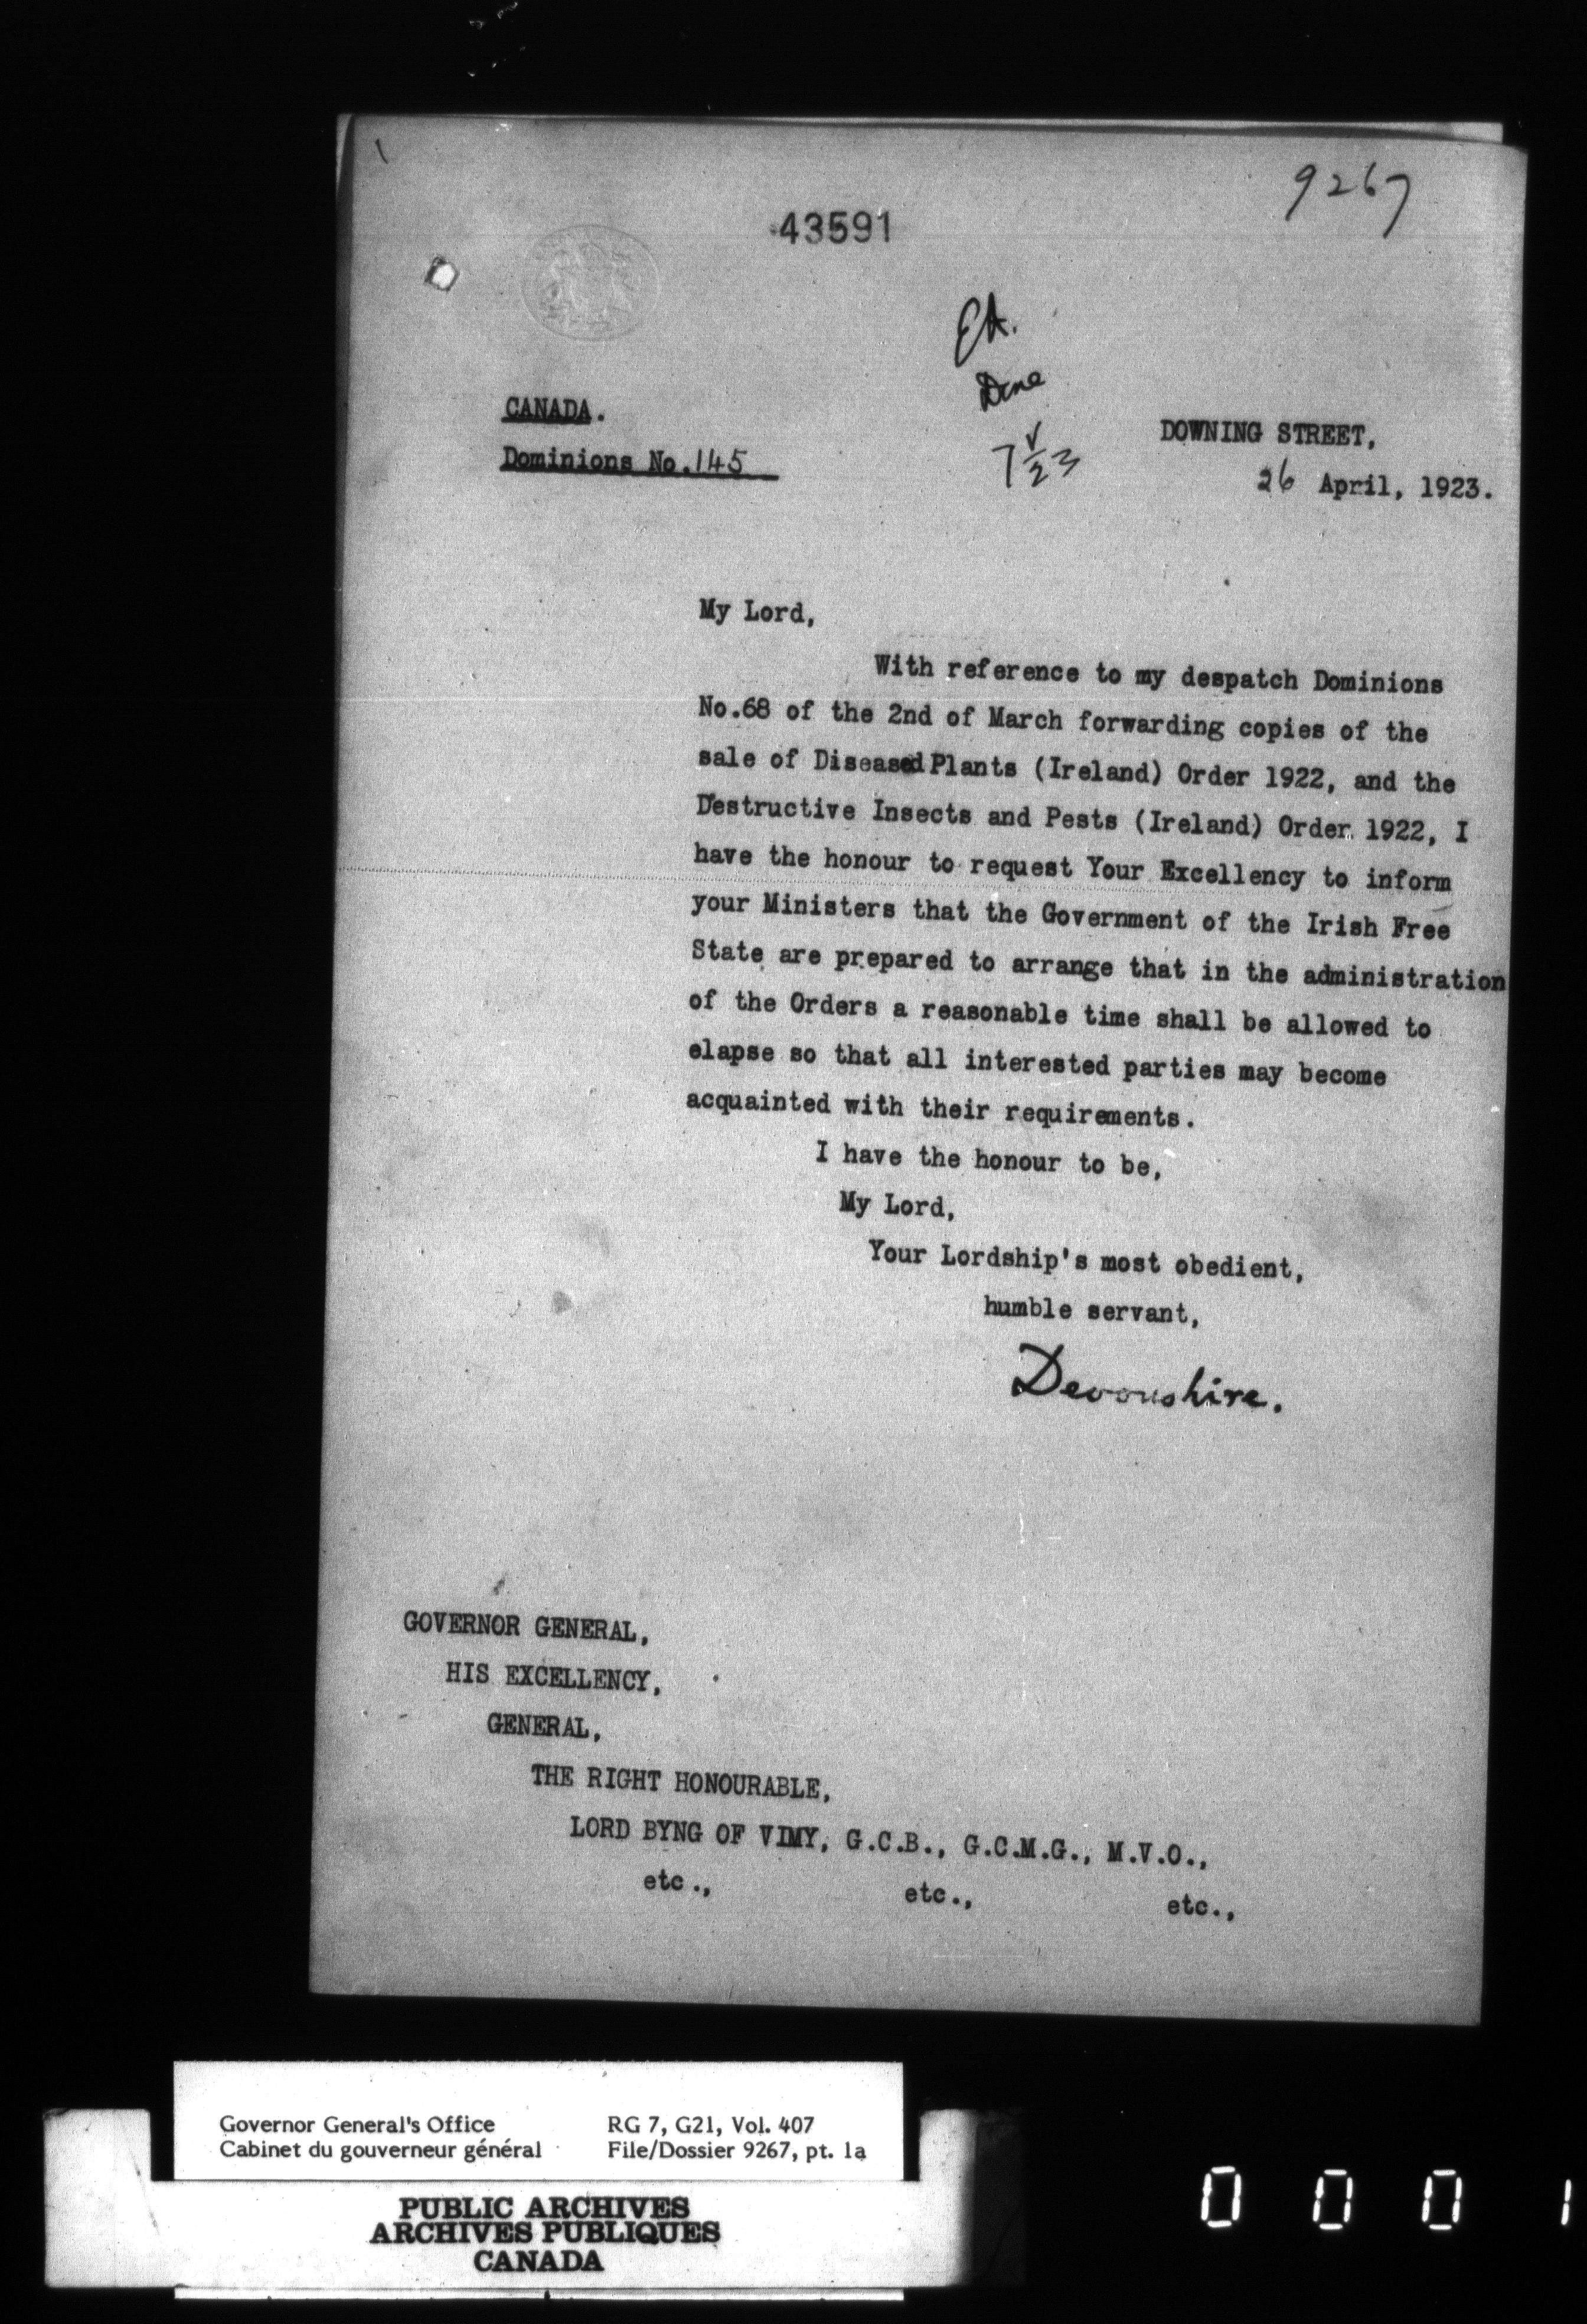 9267
43591
EA.
Done
7 V/23
CANADA.
Dominions No.145
DOWNING STREET,
26 April, 1923.
My Lord,
With reference to my despatch Dominions
No.68 of the 2nd of March forwarding copies of the
sale of Diseased Plants (Ireland) Order 1922, and the
Destructive Insects and Pests (Ireland) Order 1922, I
have the honour to request Your Excellency to inform
your Ministers that the Government of the Irish Free
State are prepared to arrange that in the administration
of the Orders a reasonable time shall be allowed to
elapse so that all interested parties may become
acquainted with their requirements.
I have the honour to be,
My Lord,
Your Lordship's most obedient,
humble servant,
Devonshire.
GOVERNOR GENERAL,
HIS EXCELLENCY,
GENERAL,
THE RIGHT HONOURABLE,
LORD BYNG OF VIMY, G.C.B., G.C.M.G., M.V.O.,
etc., etc., etc.,
Governor General's Office RG 7, G21, Vol. 407
Cabinet du gouverneur général File/Dossier 9267, pt. 1a
PUBLIC ARCHIVES
ARCHIVES PUBLIQUES
CANADA
0 0 0 1